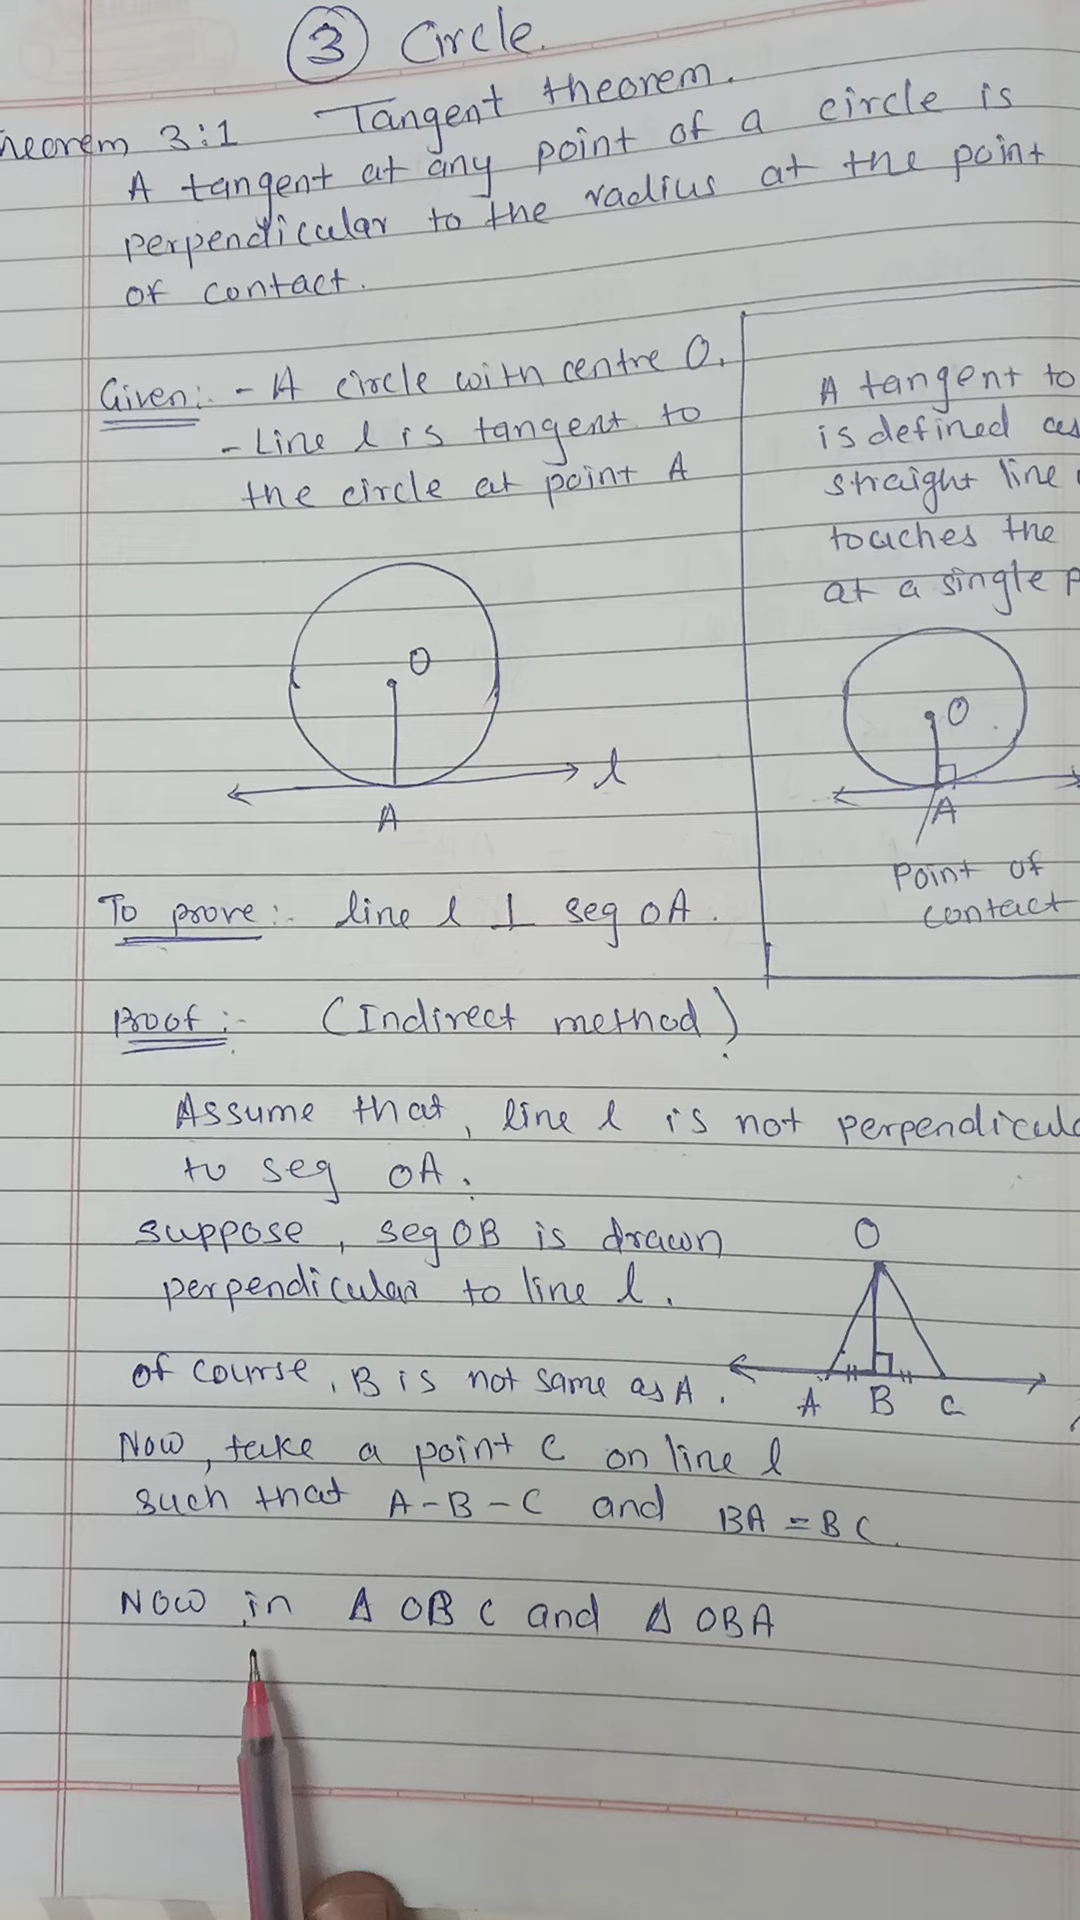 3 Circle.
heorem 3:1 Tangent theorem.
A tangent at any point of a circle is
perpendicular to the radius at the point
of contact.
Given:- - A circle with centre O.
- Line l is tangent to
the circle at point A
O
l
A
A tangent to
is defined as
straight line
touches the
at a single p
O
A
Point of
contact
To prove:- line l ⊥ seg OA.
Proof:- (Indirect method)
Assume that, line l is not perpendicula
to seg OA.
suppose, seg OB is drawn
perpendicular to line l.
of course, B is not same as A.
O
A B C
Now, take a point C on line l
such that A-B-C and BA = BC.
Now in Δ OBC and Δ OBA